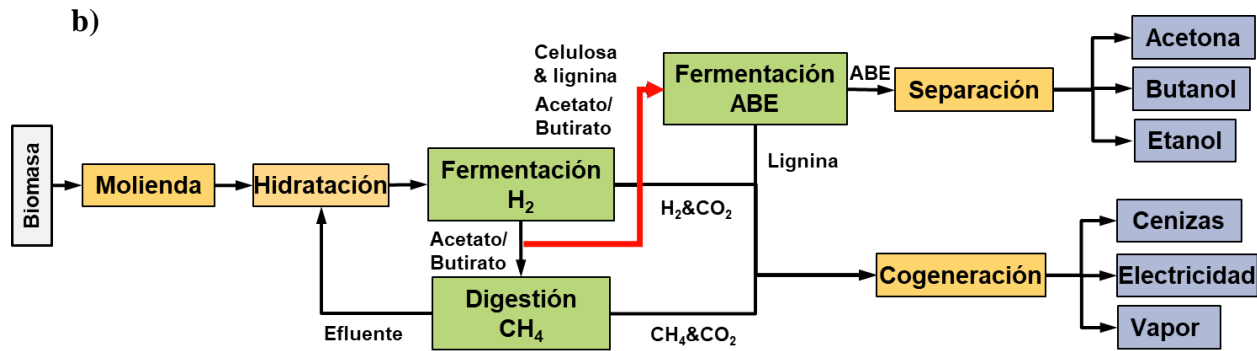 b)
Biomasa
Molienda
Hidratación
Fermentación
H₂
Acetato/
Butirato
Digestión
CH₄
Efluente
Celulosa
& lignina
Acetato/
Butirato
Fermentación
ABE
ABE
Separación
Acetona
Butanol
Etanol
Lignina
H₂&CO₂
CH₄&CO₂
Cogeneración
Cenizas
Electricidad
Vapor